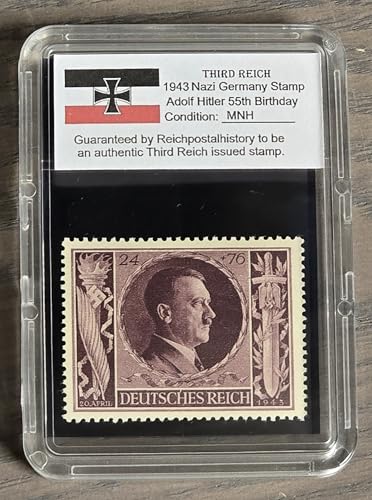 THIRD REICH
1943 Nazi Germany Stamp
Adolf Hitler 55th Birthday
Condition: MNH
Guaranteed by Reichpostalhistory to be
an authentic Third Reich issued stamp.
24 +76
DEUTSCHES REICH
20. APRIL 1943